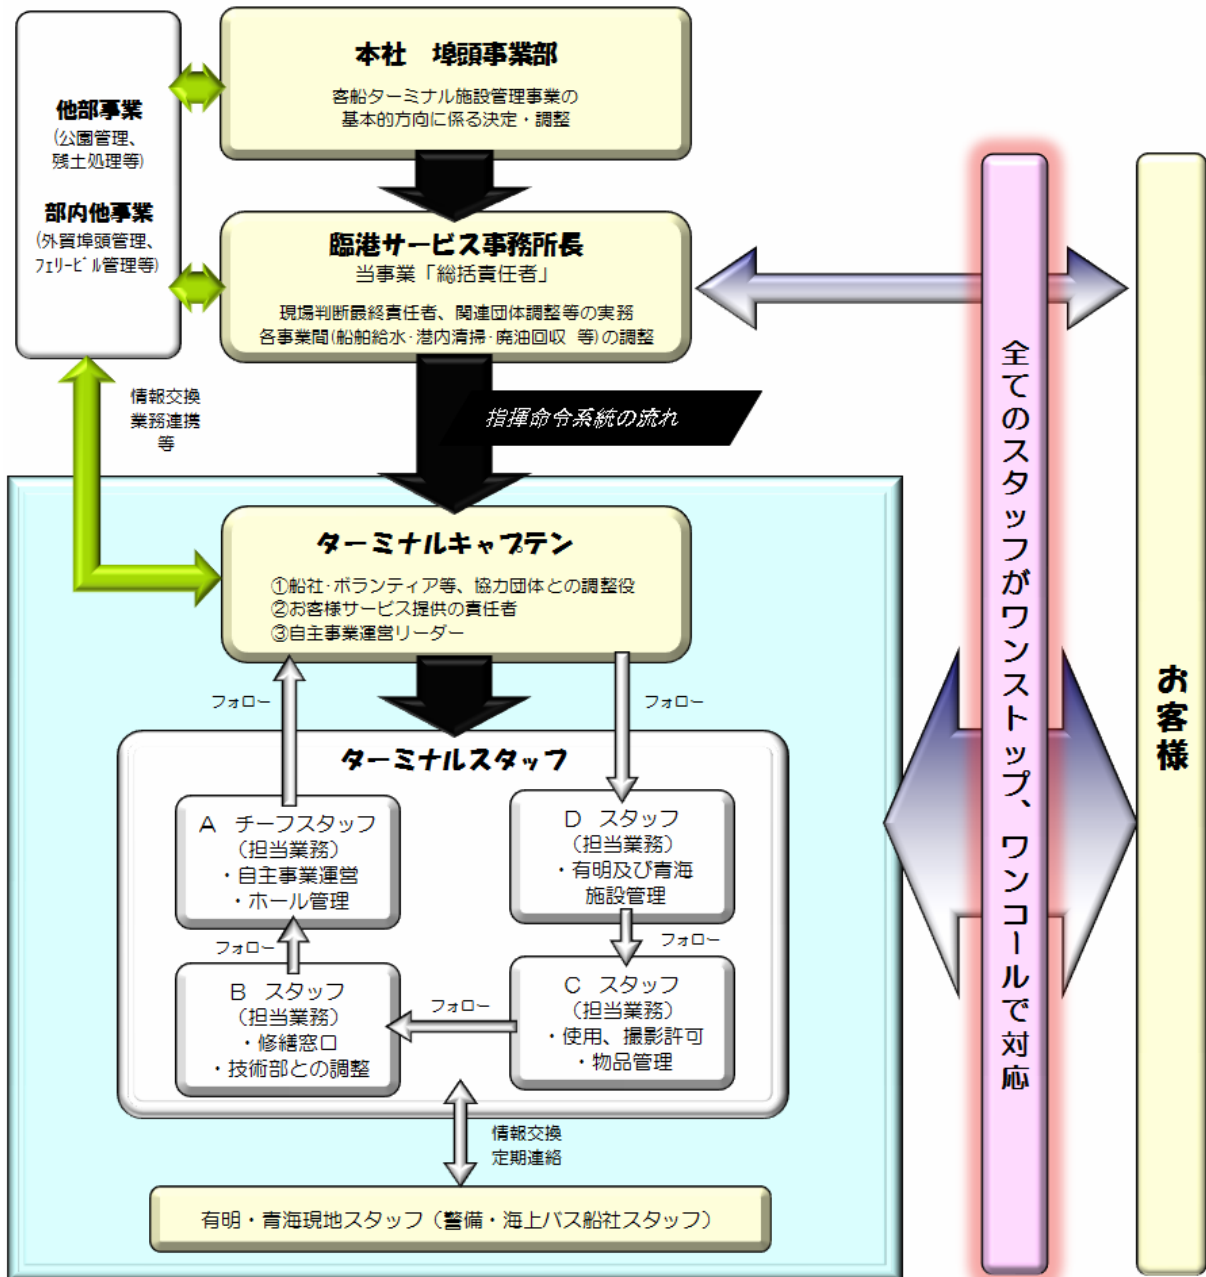 本社　埠頭事業部
客船ターミナル施設管理事業の
基本的方向に係る決定・調整
他部事業
(公園管理、
残土処理等)
部内他事業
(外貿埠頭管理、
フェリービル管理等)
臨港サービス事務所長
当事業「総括責任者」
現場判断最終責任者、関連団体調整等の実務
各事業間(船舶給水・港内清掃・廃油回収 等)の調整
情報交換
業務連携
等
指揮命令系統の流れ
ターミナルキャプテン
①船社・ボランティア等、協力団体との調整役
②お客様サービス提供の責任者
③自主事業運営リーダー
フォロー
フォロー
ターミナルスタッフ
A　チーフスタッフ
(担当業務)
・自主事業運営
・ホール管理
D　スタッフ
(担当業務)
・有明及び青海
施設管理
フォロー
フォロー
B　スタッフ
(担当業務)
・修繕窓口
・技術部との調整
フォロー
C　スタッフ
(担当業務)
・使用、撮影許可
・物品管理
情報交換
定期連絡
有明・青海現地スタッフ（警備・海上バス船社スタッフ）
全てのスタッフがワンストップ、ワンコールで対応
お客様